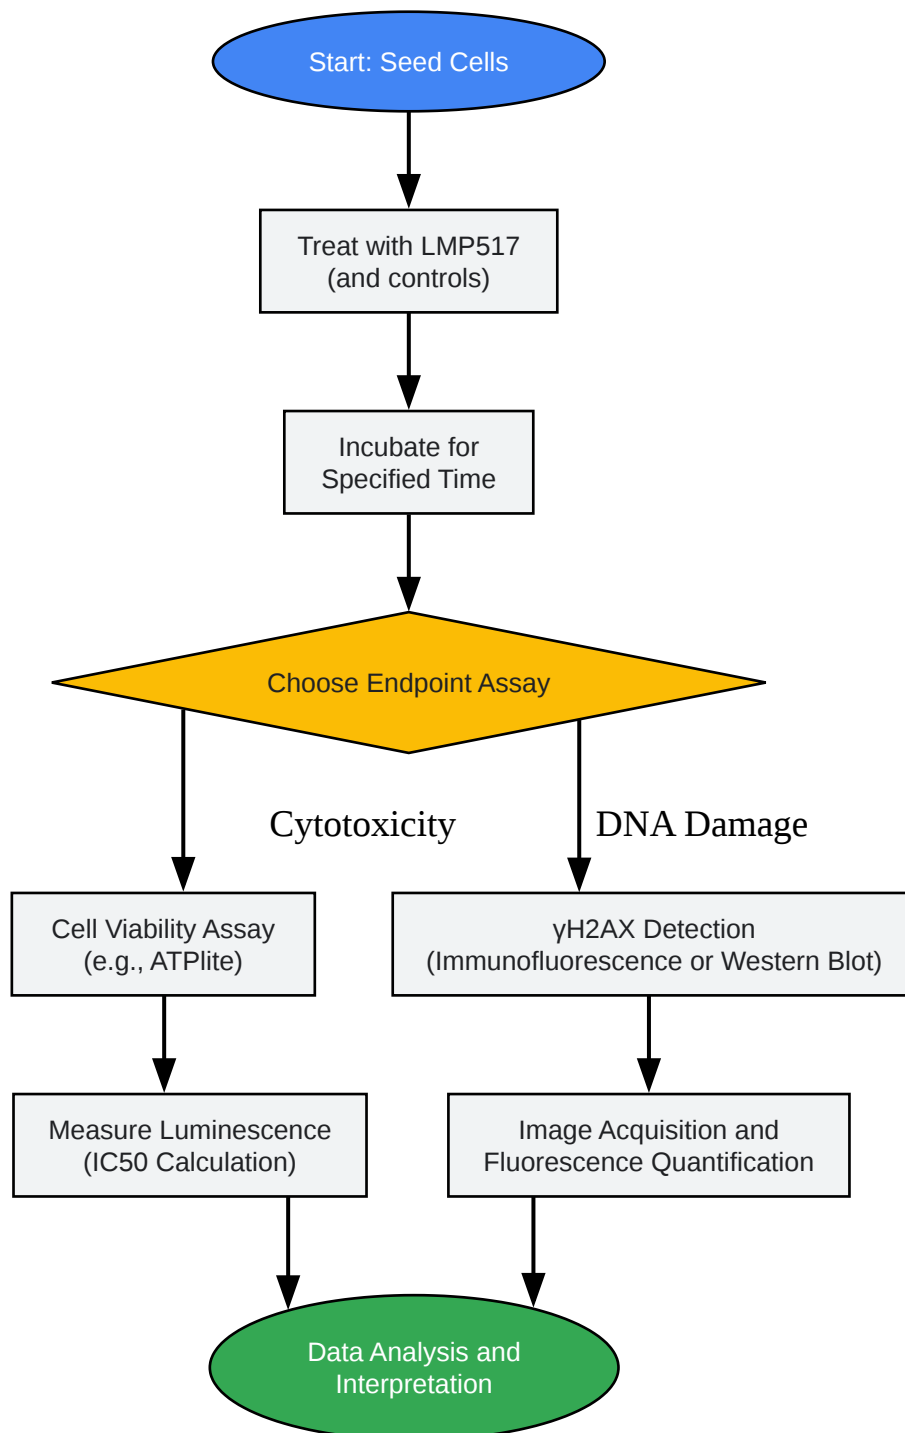 Start: Seed Cells
Treat with LMP517
(and controls)
Incubate for
Specified Time
Choose Endpoint Assay
Cytotoxicity
DNA Damage
Cell Viability Assay
(e.g., ATPlite)
γH2AX Detection
(Immunofluorescence or Western Blot)
Measure Luminescence
(IC50 Calculation)
Image Acquisition and
Fluorescence Quantification
Data Analysis and
Interpretation